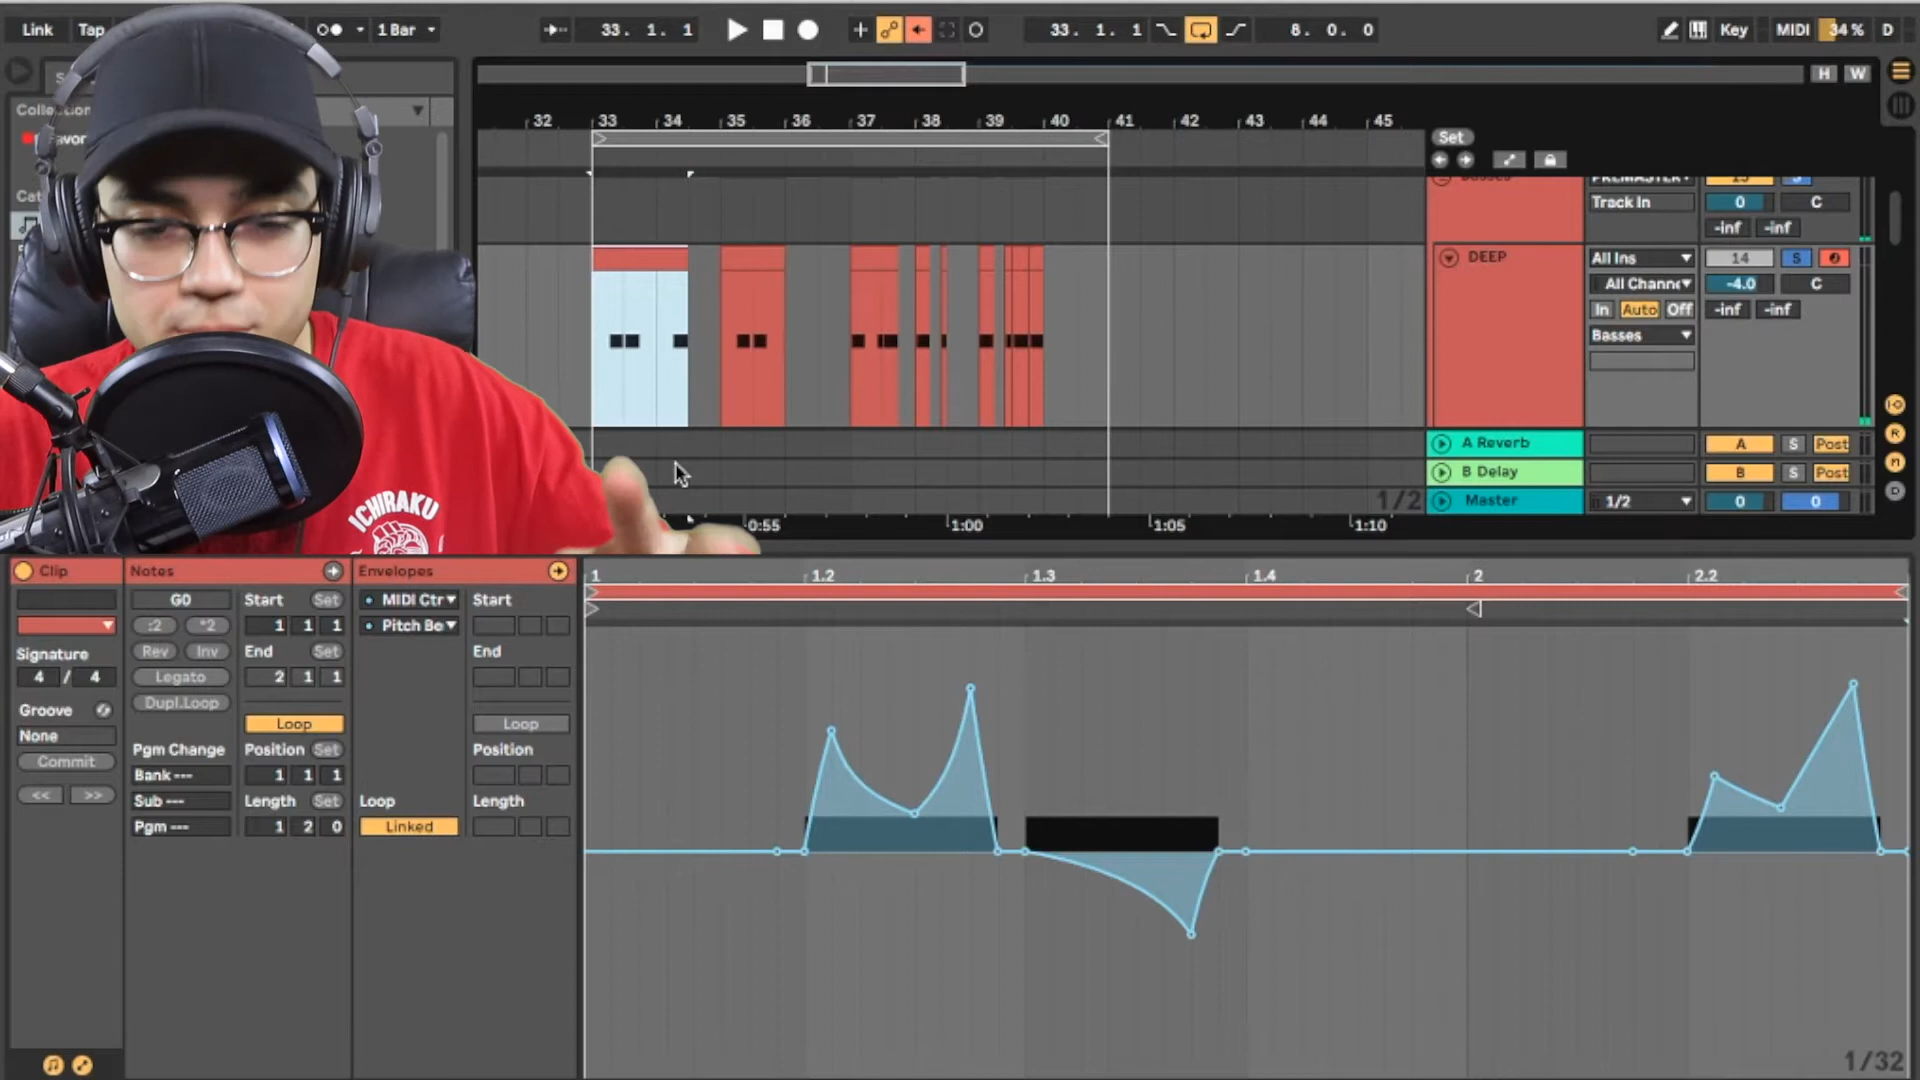 Link Tap 1 Bar 33. 1. 1 33. 1. 1 8. 0. 0 Key MIDI 34 % D
H W
32 33 34 35 36 37 38 39 40 41 42 43 44 45
Set
Track In 0 C
-inf -inf
DEEP All Ins 14 S
All Channe -4.0 C
In Auto Off -inf -inf
Basses
A Reverb A S Post
B Delay B S Post
1/2 Master 1/2 0 0
0:55 1:00 1:05 1:10
ICHIRAKU
Clip Notes Envelopes 1 1.2 1.3 1.4 2 2.2
G0 Start Set MIDI Ctr Start
:2 *2 1 1 1 Pitch Be
Signature Rev Inv End Set End
4 / 4 Legato 2 1 1
Groove Dupl.Loop
None Loop Loop
Commit Pgm Change Position Set Position
<< >> Bank --- 1 1 1
Sub --- Length Set Loop Length
Pgm --- 1 2 0 Linked
1/32